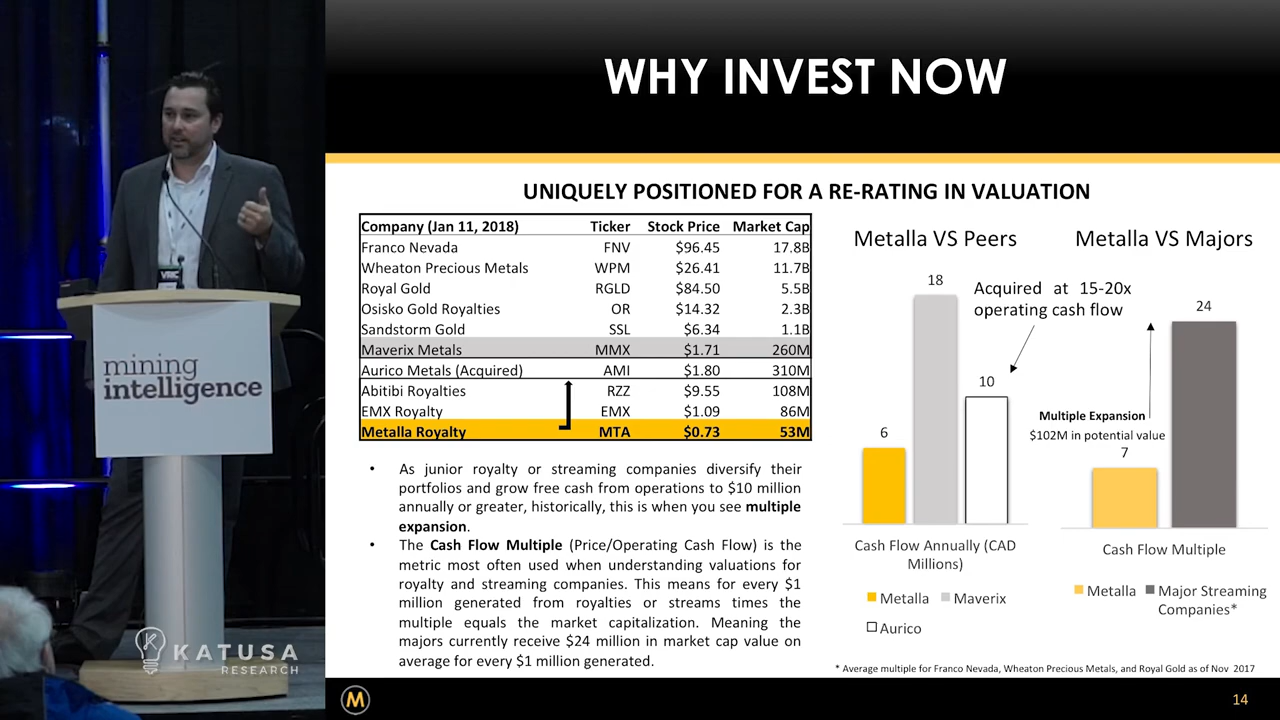 WHY INVEST NOW
UNIQUELY POSITIONED FOR A RE-RATING IN VALUATION
Company (Jan 11, 2018) Ticker Stock Price Market Cap
Franco Nevada FNV $96.45 17.8B
Wheaton Precious Metals WPM $26.41 11.7B
Royal Gold RGLD $84.50 5.5B
Osisko Gold Royalties OR $14.32 2.3B
Sandstorm Gold SSL $6.34 1.1B
Maverix Metals MMX $1.71 260M
Aurico Metals (Acquired) AMI $1.80 310M
Abitibi Royalties RZZ $9.55 108M
EMX Royalty EMX $1.09 86M
Metalla Royalty MTA $0.73 53M
• As junior royalty or streaming companies diversify their
portfolios and grow free cash from operations to $10 million
annually or greater, historically, this is when you see multiple
expansion.
• The Cash Flow Multiple (Price/Operating Cash Flow) is the
metric most often used when understanding valuations for
royalty and streaming companies. This means for every $1
million generated from royalties or streams times the
multiple equals the market capitalization. Meaning the
majors currently receive $24 million in market cap value on
average for every $1 million generated.
Metalla VS Peers
18
10
6
Cash Flow Annually (CAD
Millions)
Metalla Maverix
Aurico
Acquired at 15-20x
operating cash flow
Metalla VS Majors
24
Multiple Expansion
$102M in potential value
7
Cash Flow Multiple
Metalla Major Streaming
Companies*
* Average multiple for Franco Nevada, Wheaton Precious Metals, and Royal Gold as of Nov 2017
M
14
VRIC
mining
intelligence
KATUSA
RESEARCH